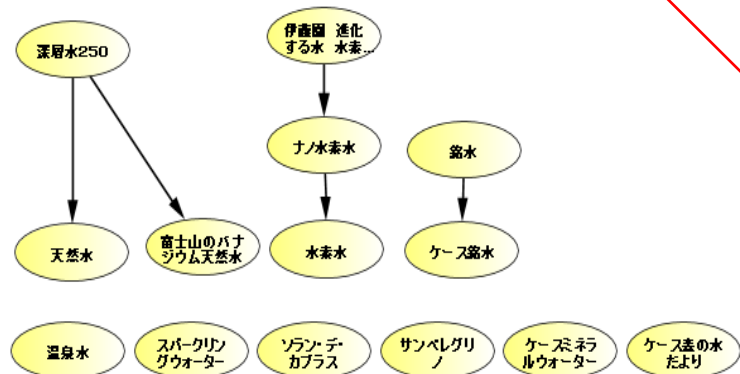 深層水250
伊藤園 進化
する水 水素...
ナノ水素水
銘水
天然水
富士山のバナ
ジウム天然水
水素水
ケース銘水
温泉水
スパークリン
グウォーター
ソラン・デ・
カブラス
サンペレグリ
ノ
ケースミネラ
ルウォーター
ケース恵の水
だより